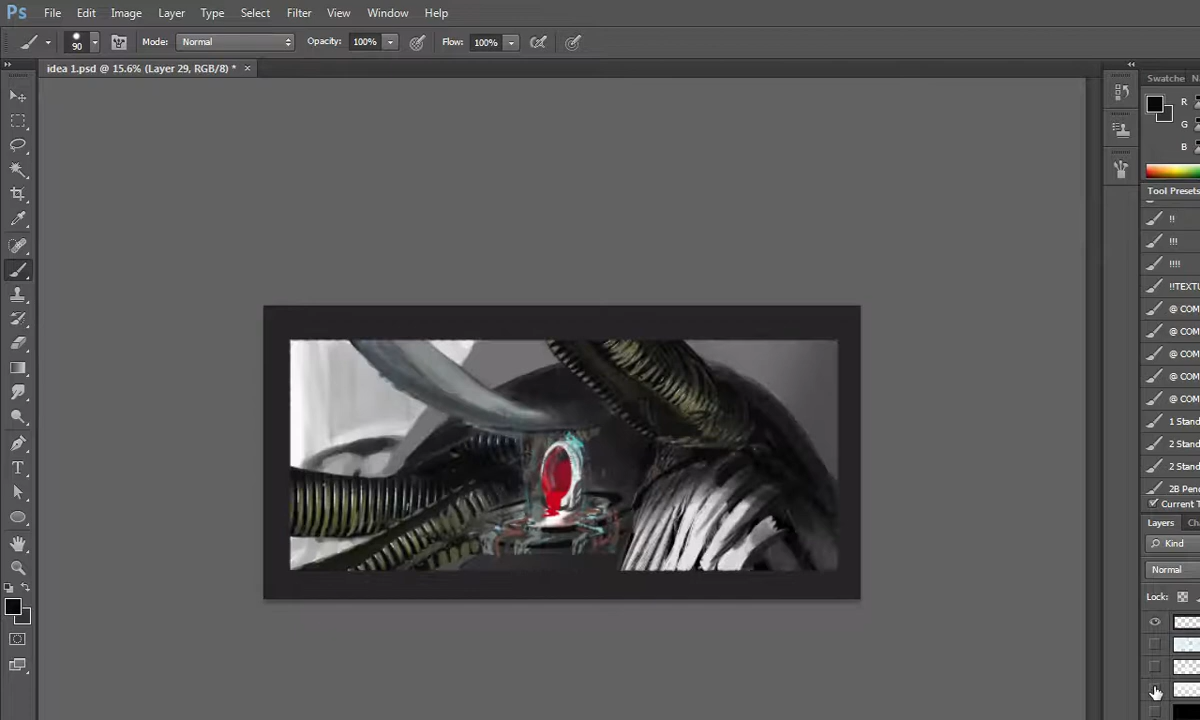 Ps File Edit Image Layer Type Select Filter View Window Help
90 Mode: Normal Opacity: 100% Flow: 100%
idea 1.psd @ 15.6% (Layer 29, RGB/8) * ×
Swatche
R
G
B
Tool Presets
!!
!!!
!!!!
!!TEXTU
@ COM
@ COM
@ COM
@ COM
@ COM
1 Stand
2 Stand
2 Stand
2B Penc
Current T
Layers Ch
Kind
Normal
Lock: